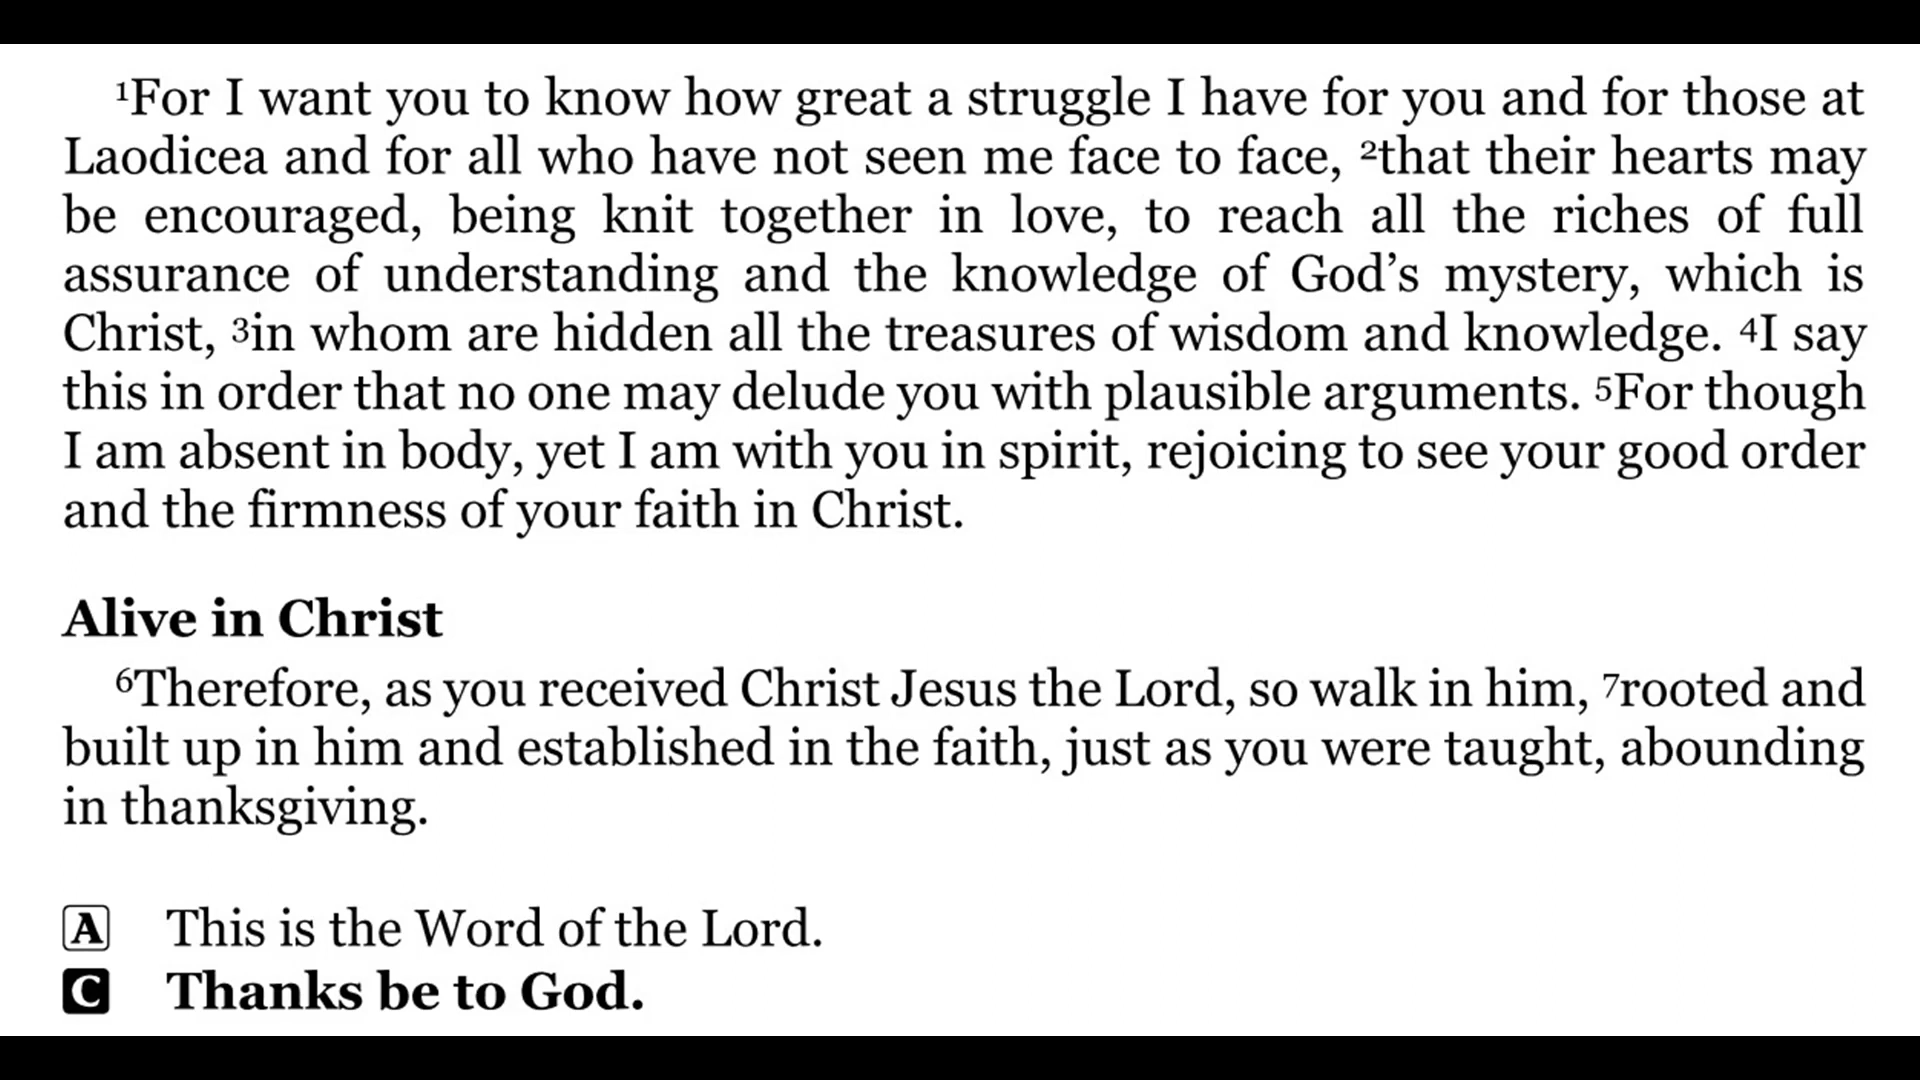 ¹For I want you to know how great a struggle I have for you and for those at
Laodicea and for all who have not seen me face to face, ²that their hearts may
be encouraged, being knit together in love, to reach all the riches of full
assurance of understanding and the knowledge of God’s mystery, which is
Christ, ³in whom are hidden all the treasures of wisdom and knowledge. ⁴I say
this in order that no one may delude you with plausible arguments. ⁵For though
I am absent in body, yet I am with you in spirit, rejoicing to see your good order
and the firmness of your faith in Christ.
Alive in Christ
⁶Therefore, as you received Christ Jesus the Lord, so walk in him, ⁷rooted and
built up in him and established in the faith, just as you were taught, abounding
in thanksgiving.
A This is the Word of the Lord.
C Thanks be to God.